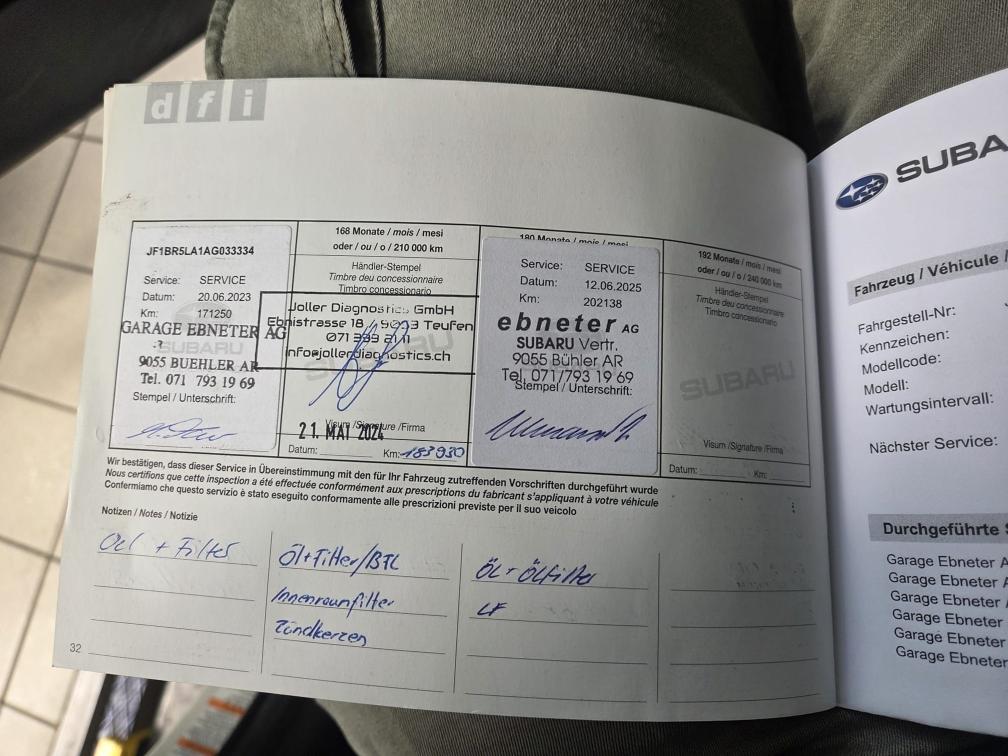 dfi
JF1BR5LA1AG033334
Service: SERVICE
Datum: 20.06.2023
Km: 171250
GARAGE EBNETER AG
SUBARU
9055 BUEHLER AR
Tel. 071 793 19 69
Stempel / Unterschrift:
168 Monate / mois / mesi
oder / ou / o / 210 000 km
Händler-Stempel
Timbre du concessionnaire
Timbro concessionario
Joller Diagnostics GmbH
Ebnistrasse 18 / 9053 Teufen
071 333
info@jollerdiagnostics.ch
Visum /Signature /Firma
21. MAI 2024
Datum: Km: 183930
180 Monate / mois / mesi
Service: SERVICE
Datum: 12.06.2025
Km: 202138
ebneter AG
SUBARU Vertr.
9055 Bühler AR
Tel. 071/793 19 69
Stempel / Unterschrift:
192 Monate / mois / mesi
oder / ou / o / 240 000 km
Händler-Stempel
Timbre deu concessionnaire
Timbro concessionario
SUBARU
Visum /Signature /Firma
Datum: Km:
Wir bestätigen, dass dieser Service in Übereinstimmung mit den für Ihr Fahrzeug zutreffenden Vorschriften durchgeführt wurde
Nous certifions que cette inspection a été effectuée conformément aux prescriptions du fabricant s'appliquant à votre véhicule
Confermiamo che questo servizio è stato eseguito conformamente alle prescrizioni previste per il suo veicolo
Notizen / Notes / Notizie
Oel + Filter
Öl+Filter/BTL
Innenraumfilter
Zündkerzen
Öl + Ölfilter
LF
32
SUBA
Fahrzeug / Véhicule /
Fahrgestell-Nr:
Kennzeichen:
Modellcode:
Modell:
Wartungsintervall:
Nächster Service:
Durchgeführte S
Garage Ebneter A
Garage Ebneter A
Garage Ebneter
Garage Ebneter
Garage Ebneter
Garage Ebneter